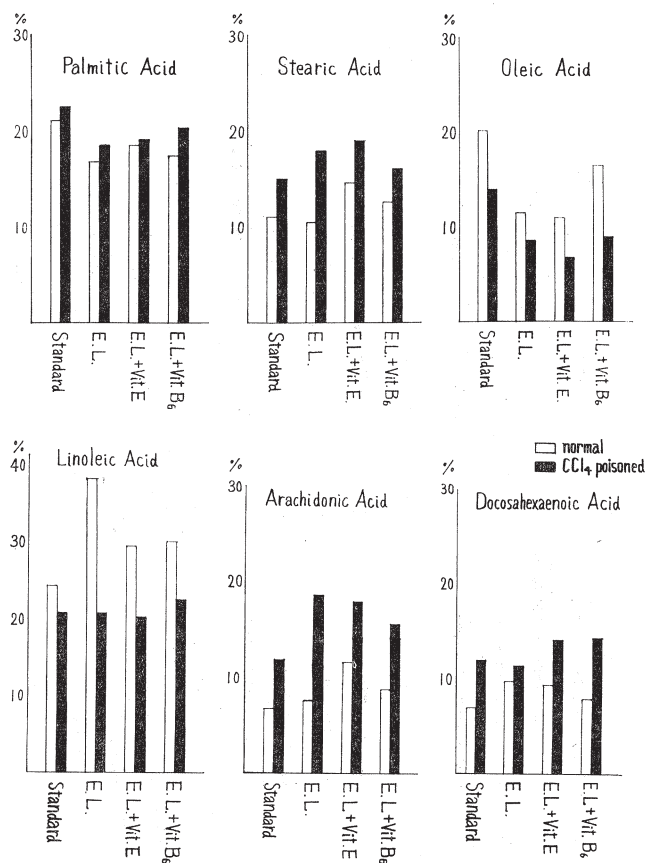 %
30
20
10
Palmitic Acid
Standard
E.L.
E.L.+Vit.E
E.L.+Vit.B₆
%
30
20
10
Stearic Acid
Standard
E.L.
E.L.+Vit.E.
E.L.+Vit.B₆
%
30
20
10
Oleic Acid
Standard
E.L.
E.L.+Vit.E.
E.L.+Vit.B₆
normal
CCl₄ poisoned
%
40
30
20
10
Linoleic Acid
Standard
E.L.
E.L.+Vit.E
E.L.+Vit.B₆
%
30
20
10
Arachidonic Acid
Standard
E.L.
E.L.+Vit.E
E.L.+Vit.B₆
%
30
20
10
Docosahexaenoic Acid
Standard
E.L.
E.L.+Vit.E
E.L.+Vit.B₆